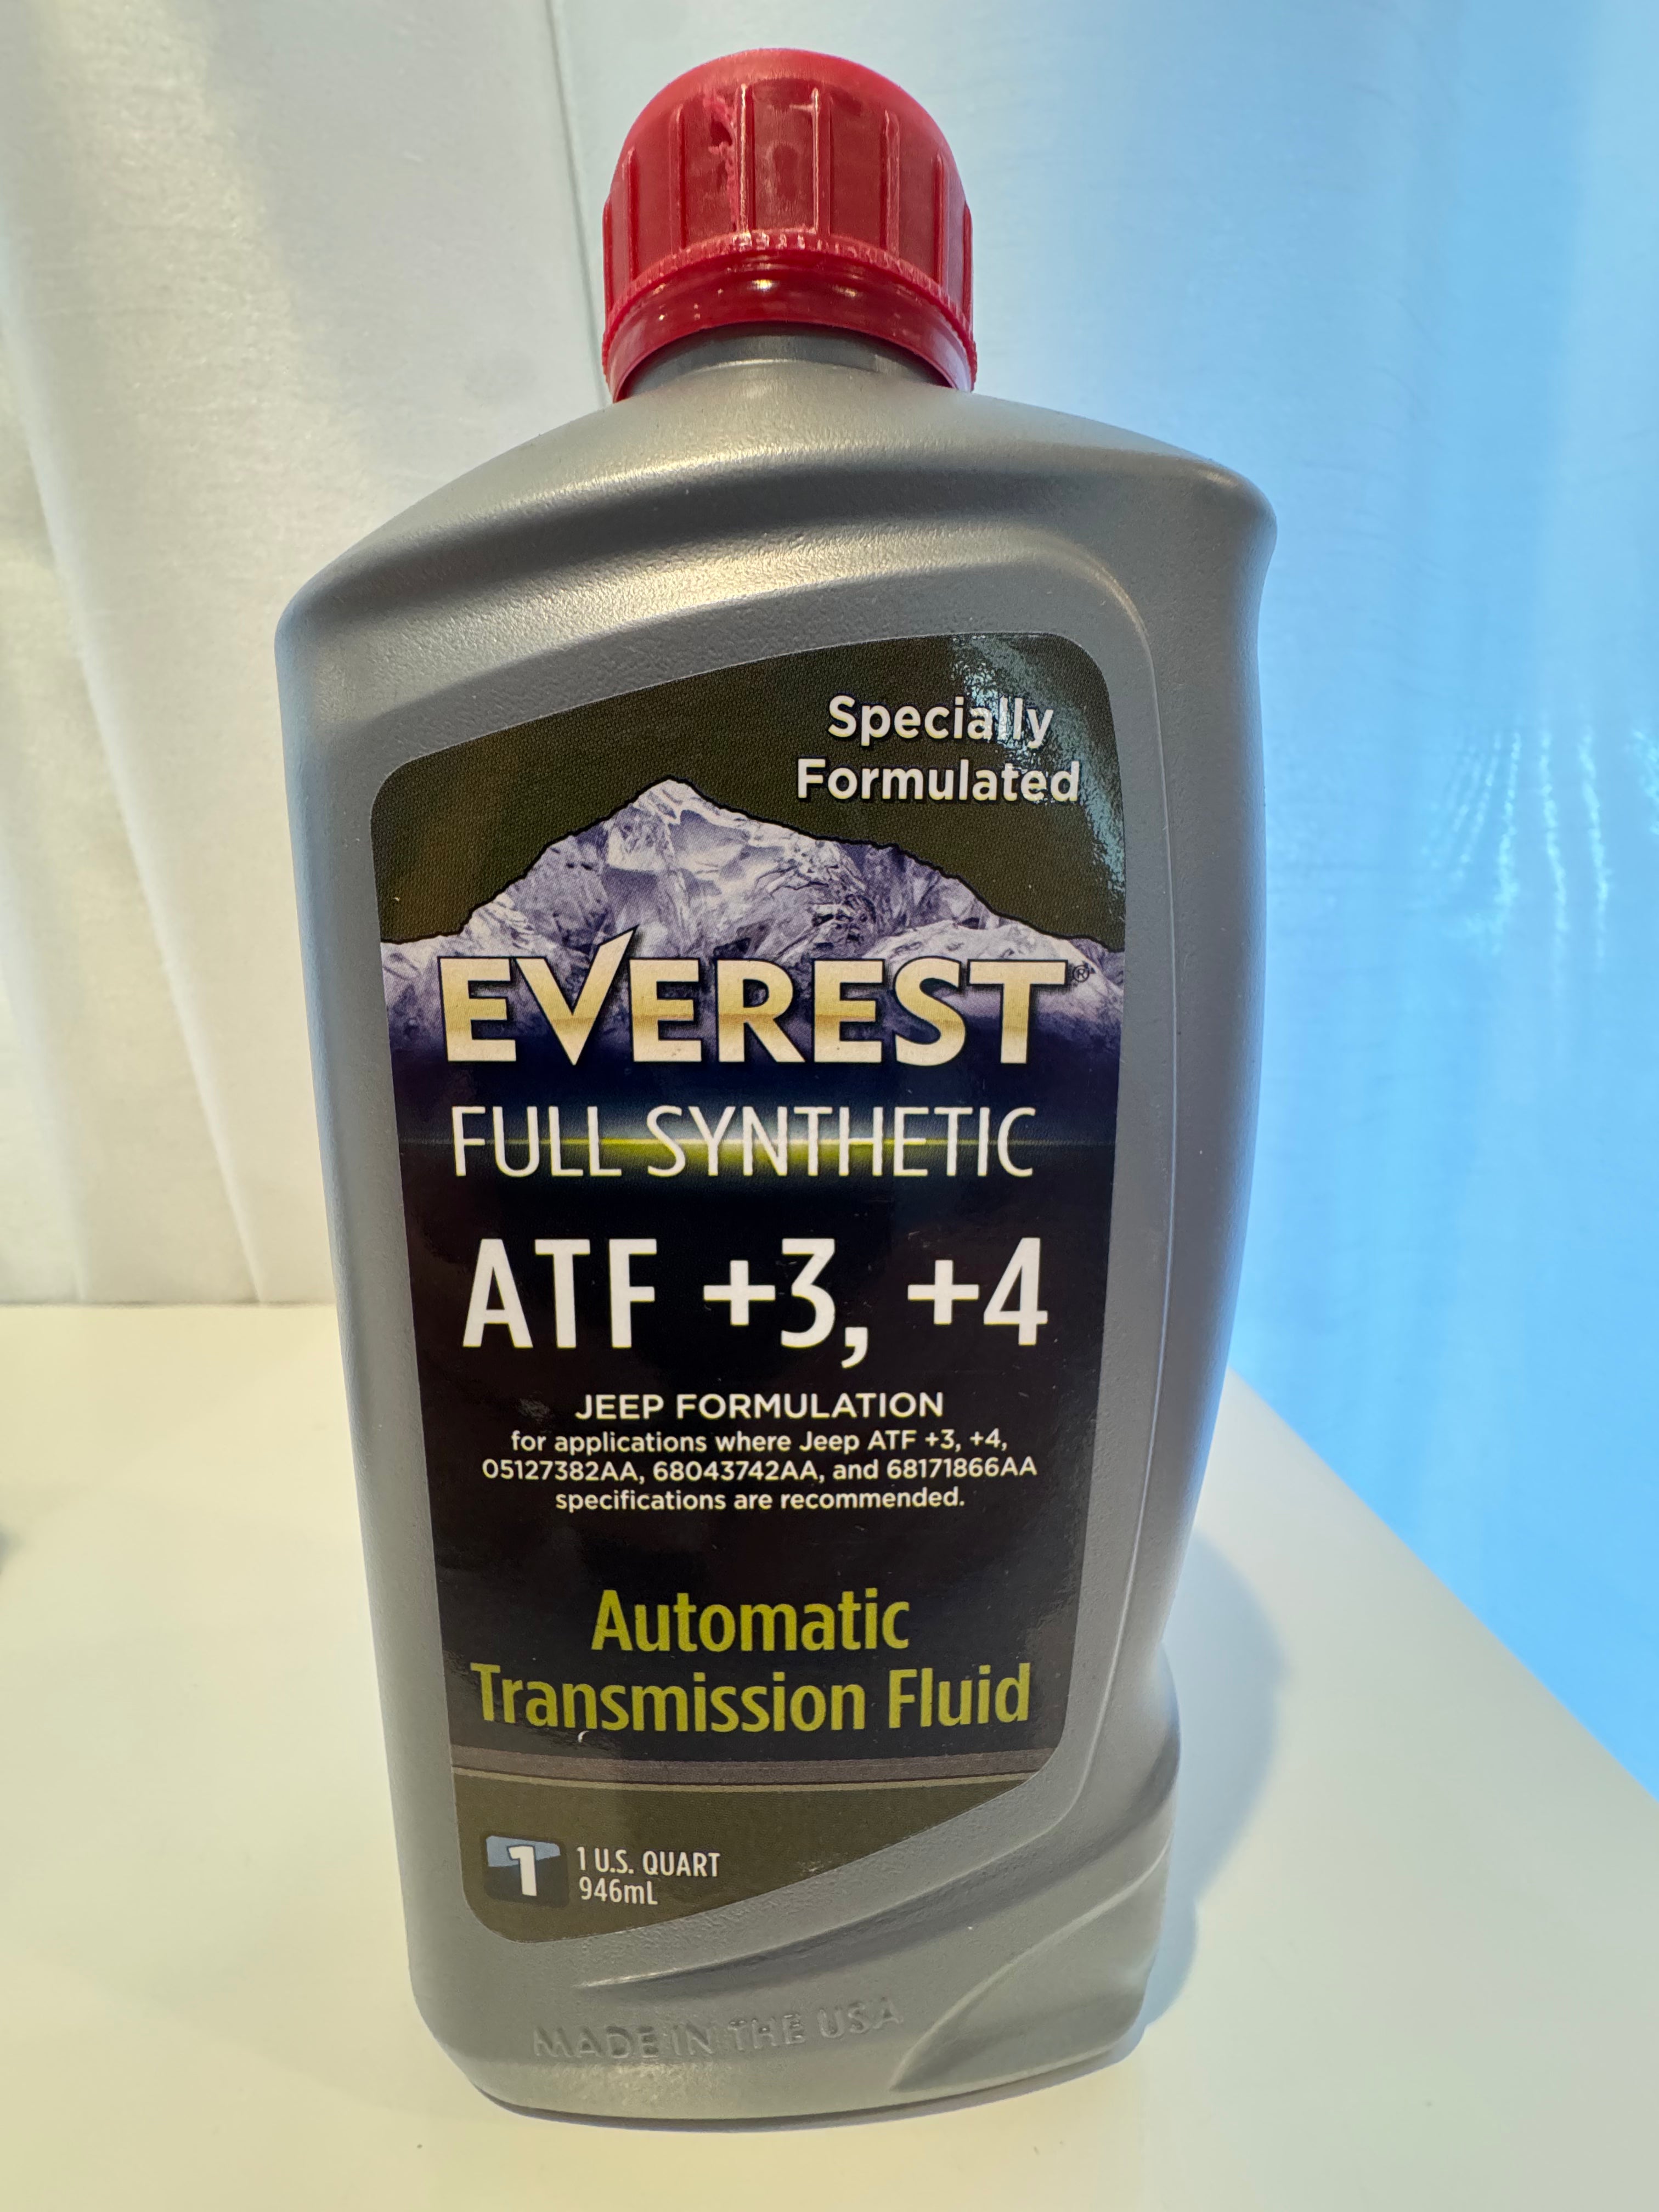 Specially
Formulated
EVEREST®
FULL SYNTHETIC
ATF +3, +4
JEEP FORMULATION
for applications where Jeep ATF +3, +4,
05127382AA, 68043742AA, and 68171866AA
specifications are recommended.
Automatic
Transmission Fluid
1
1 U.S. QUART
946mL
MADE IN THE USA